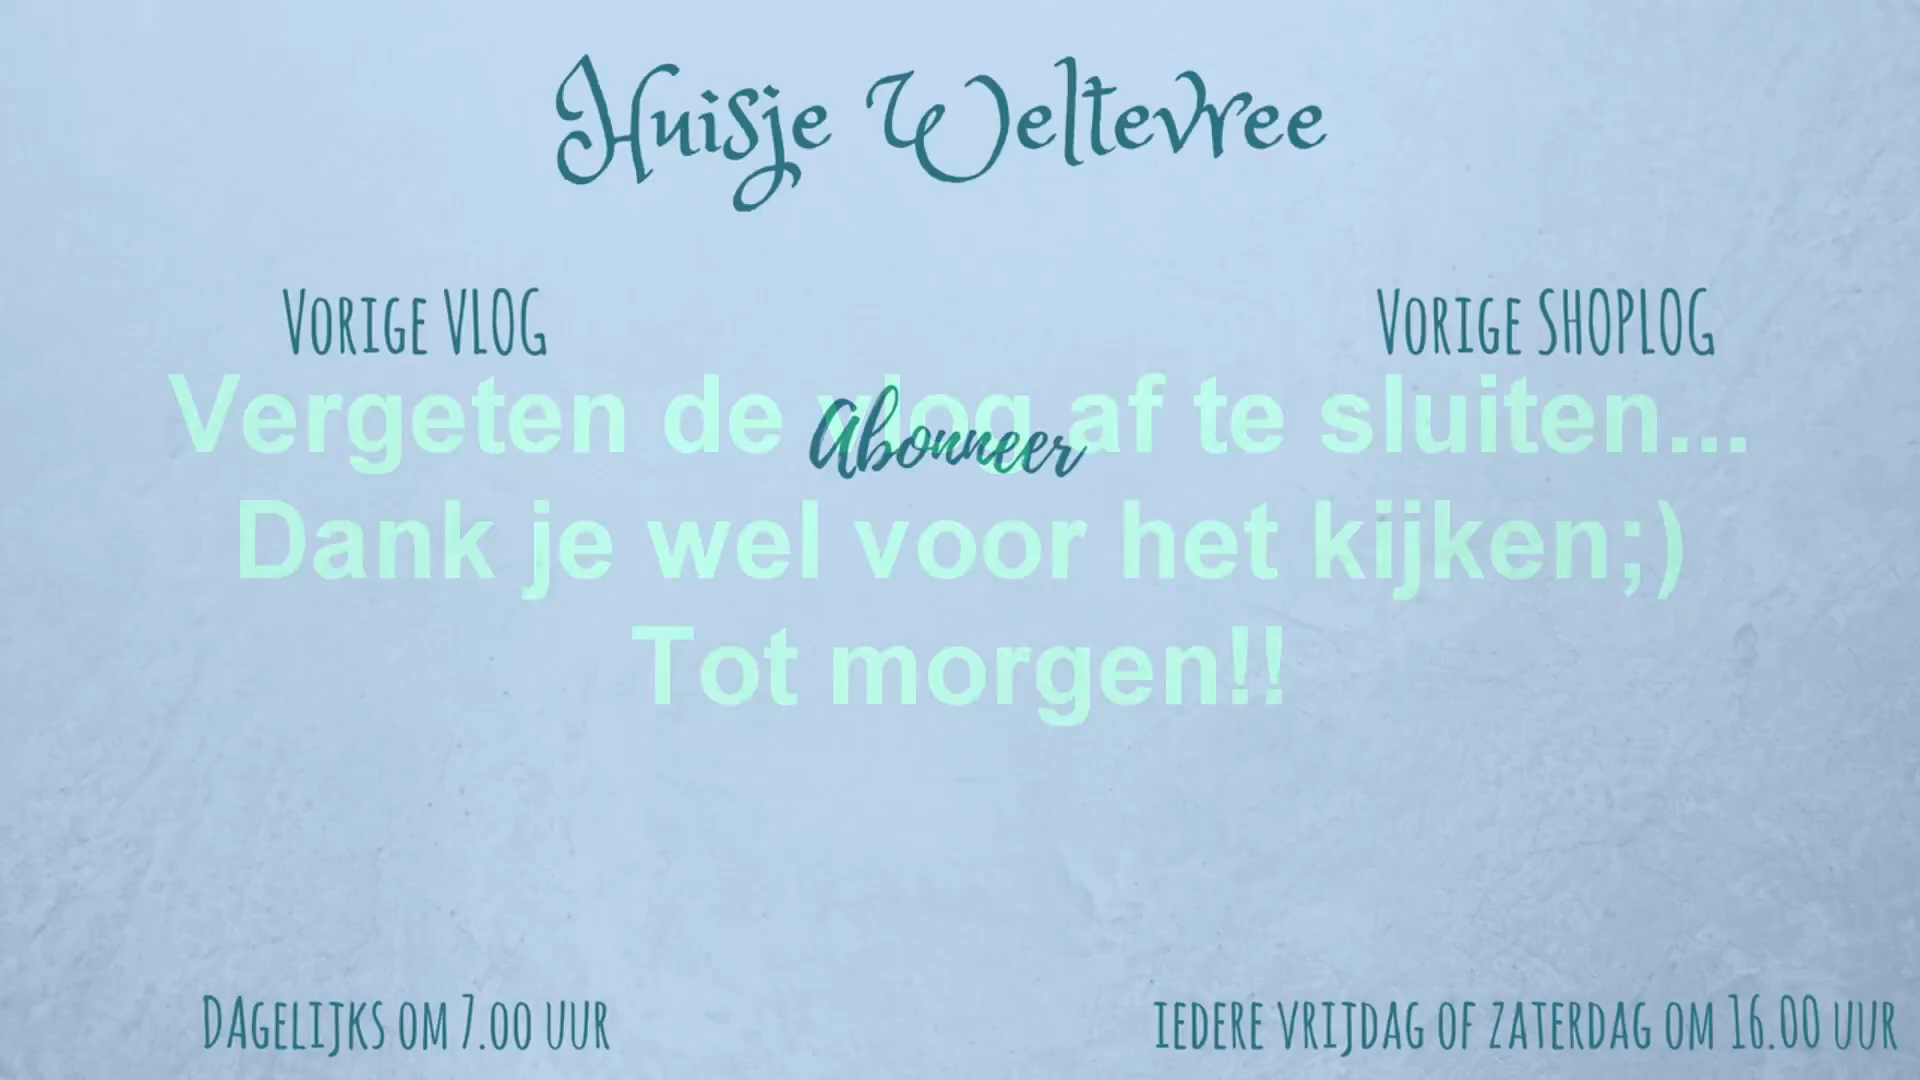 Huisje Weltevree
Vorige VLOG
Vorige SHOPLOG
Vergeten de vlog af te sluiten...
Abonneer
Dank je wel voor het kijken;)
Tot morgen!!
DAgelijks om 7.00 uur
iedere vrijdag of zaterdag om 16.00 uur